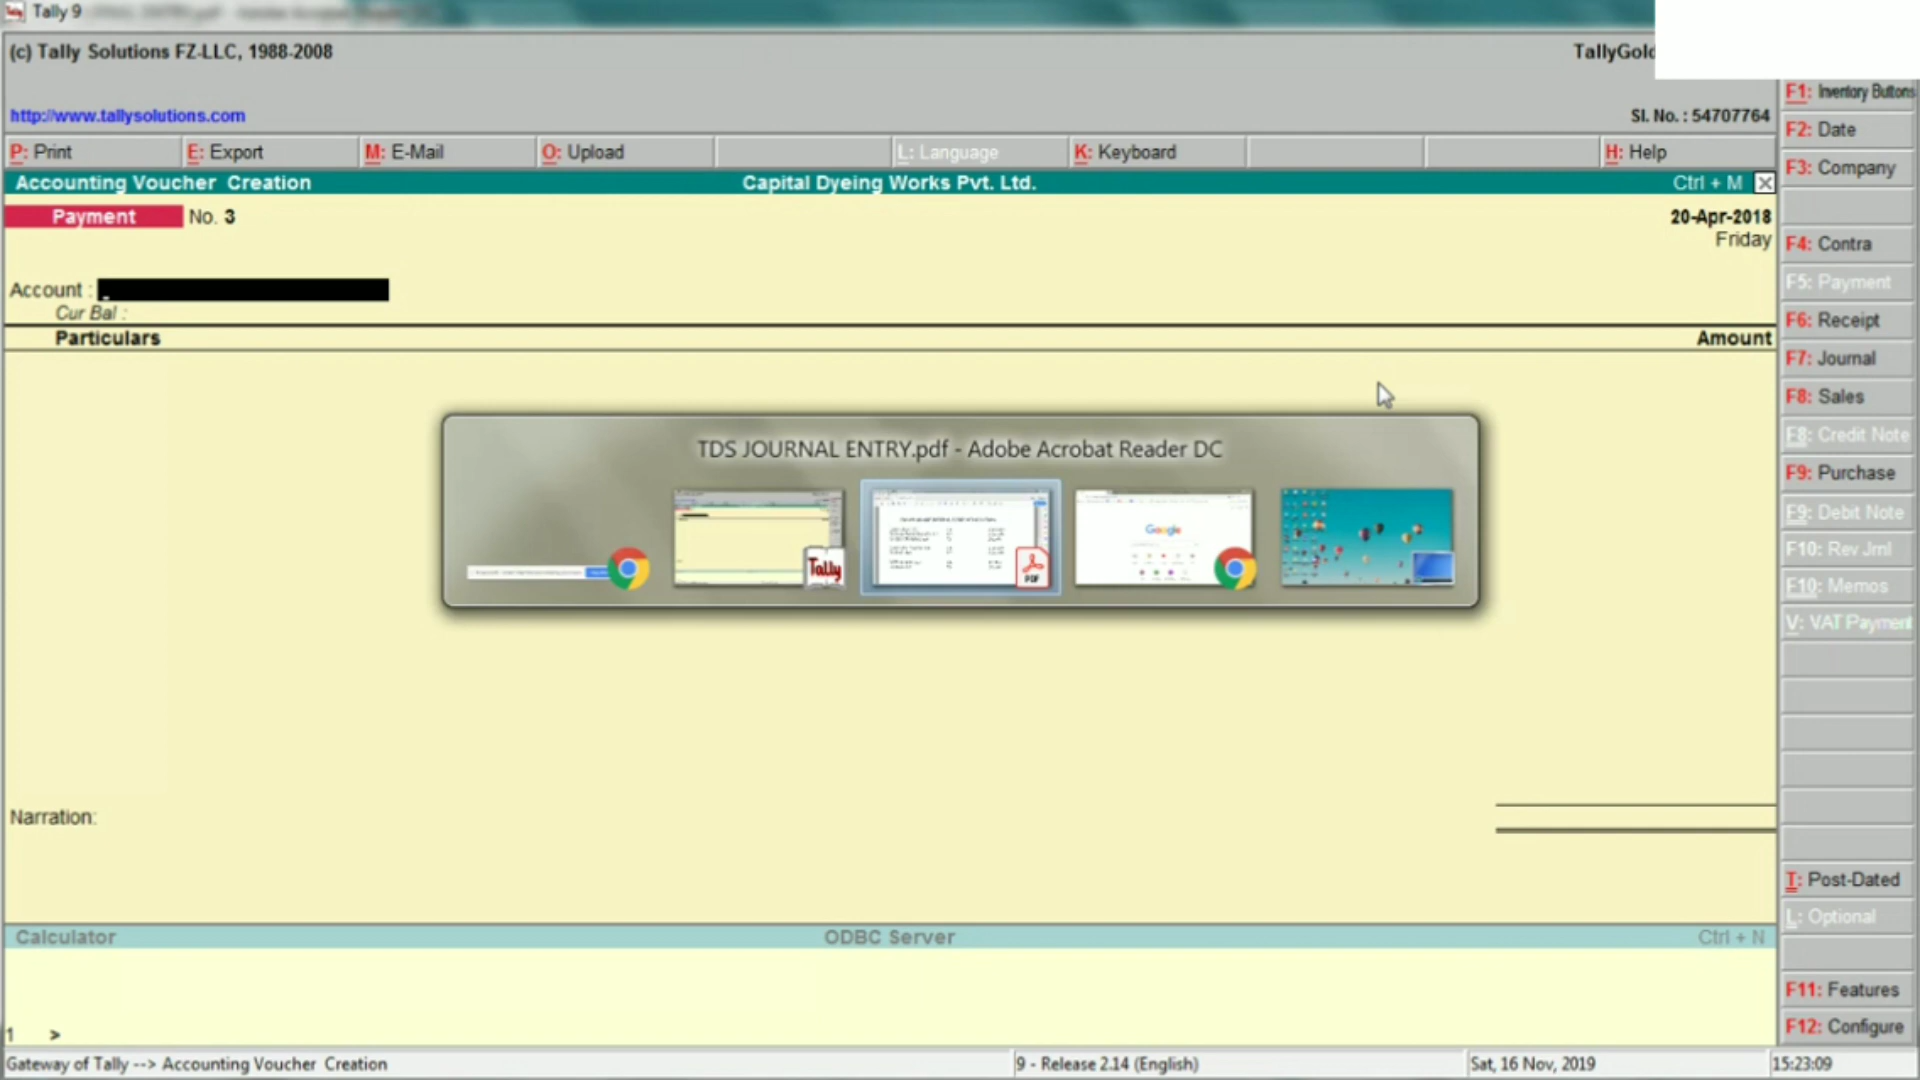 Tally 9
(c) Tally Solutions FZ-LLC, 1988-2008
TallyGold
http://www.tallysolutions.com
Sl. No. : 54707764
P: Print
E: Export
M: E-Mail
O: Upload
L: Language
K: Keyboard
H: Help
Accounting Voucher Creation
Capital Dyeing Works Pvt. Ltd.
Ctrl + M
Payment No. 3
20-Apr-2018
Friday
Account :
Cur Bal :
Particulars
Amount
TDS JOURNAL ENTRY.pdf - Adobe Acrobat Reader DC
Tally
PDF
Google
Narration:
Calculator
ODBC Server
Ctrl + N
1 >
Gateway of Tally --> Accounting Voucher Creation
9 - Release 2.14 (English)
Sat, 16 Nov, 2019
15:23:09
F1: Inventory Buttons
F2: Date
F3: Company
F4: Contra
F5: Payment
F6: Receipt
F7: Journal
F8: Sales
F8: Credit Note
F9: Purchase
F9: Debit Note
F10: Rev Jrnl
F10: Memos
V: VAT Payment
T: Post-Dated
L: Optional
F11: Features
F12: Configure